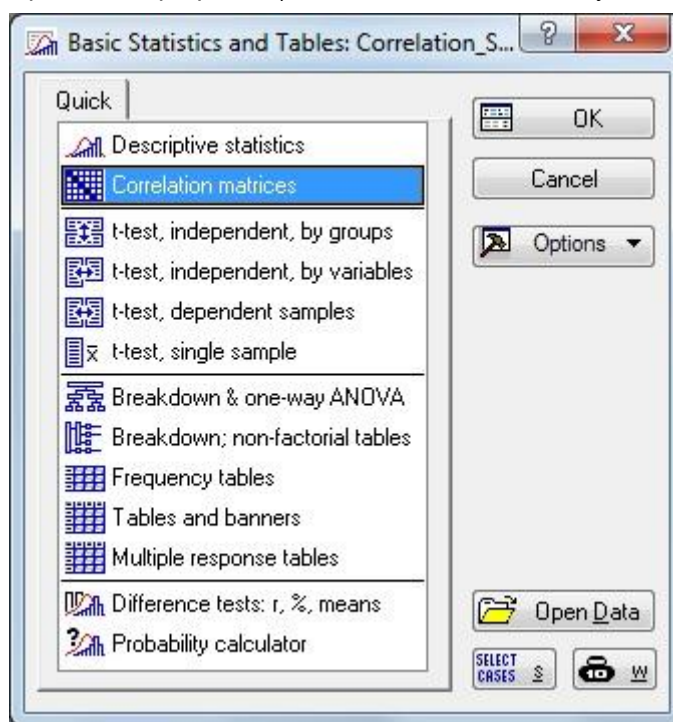 Basic Statistics and Tables: Correlation_S...
?
Quick
Descriptive statistics
Correlation matrices
t-test, independent, by groups
t-test, independent, by variables
t-test, dependent samples
x t-test, single sample
Breakdown & one-way ANOVA
Breakdown; non-factorial tables
Frequency tables
Tables and banners
Multiple response tables
Difference tests: r, %, means
? Probability calculator
OK
Cancel
Options
Open Data
SELECT
CASES S
W